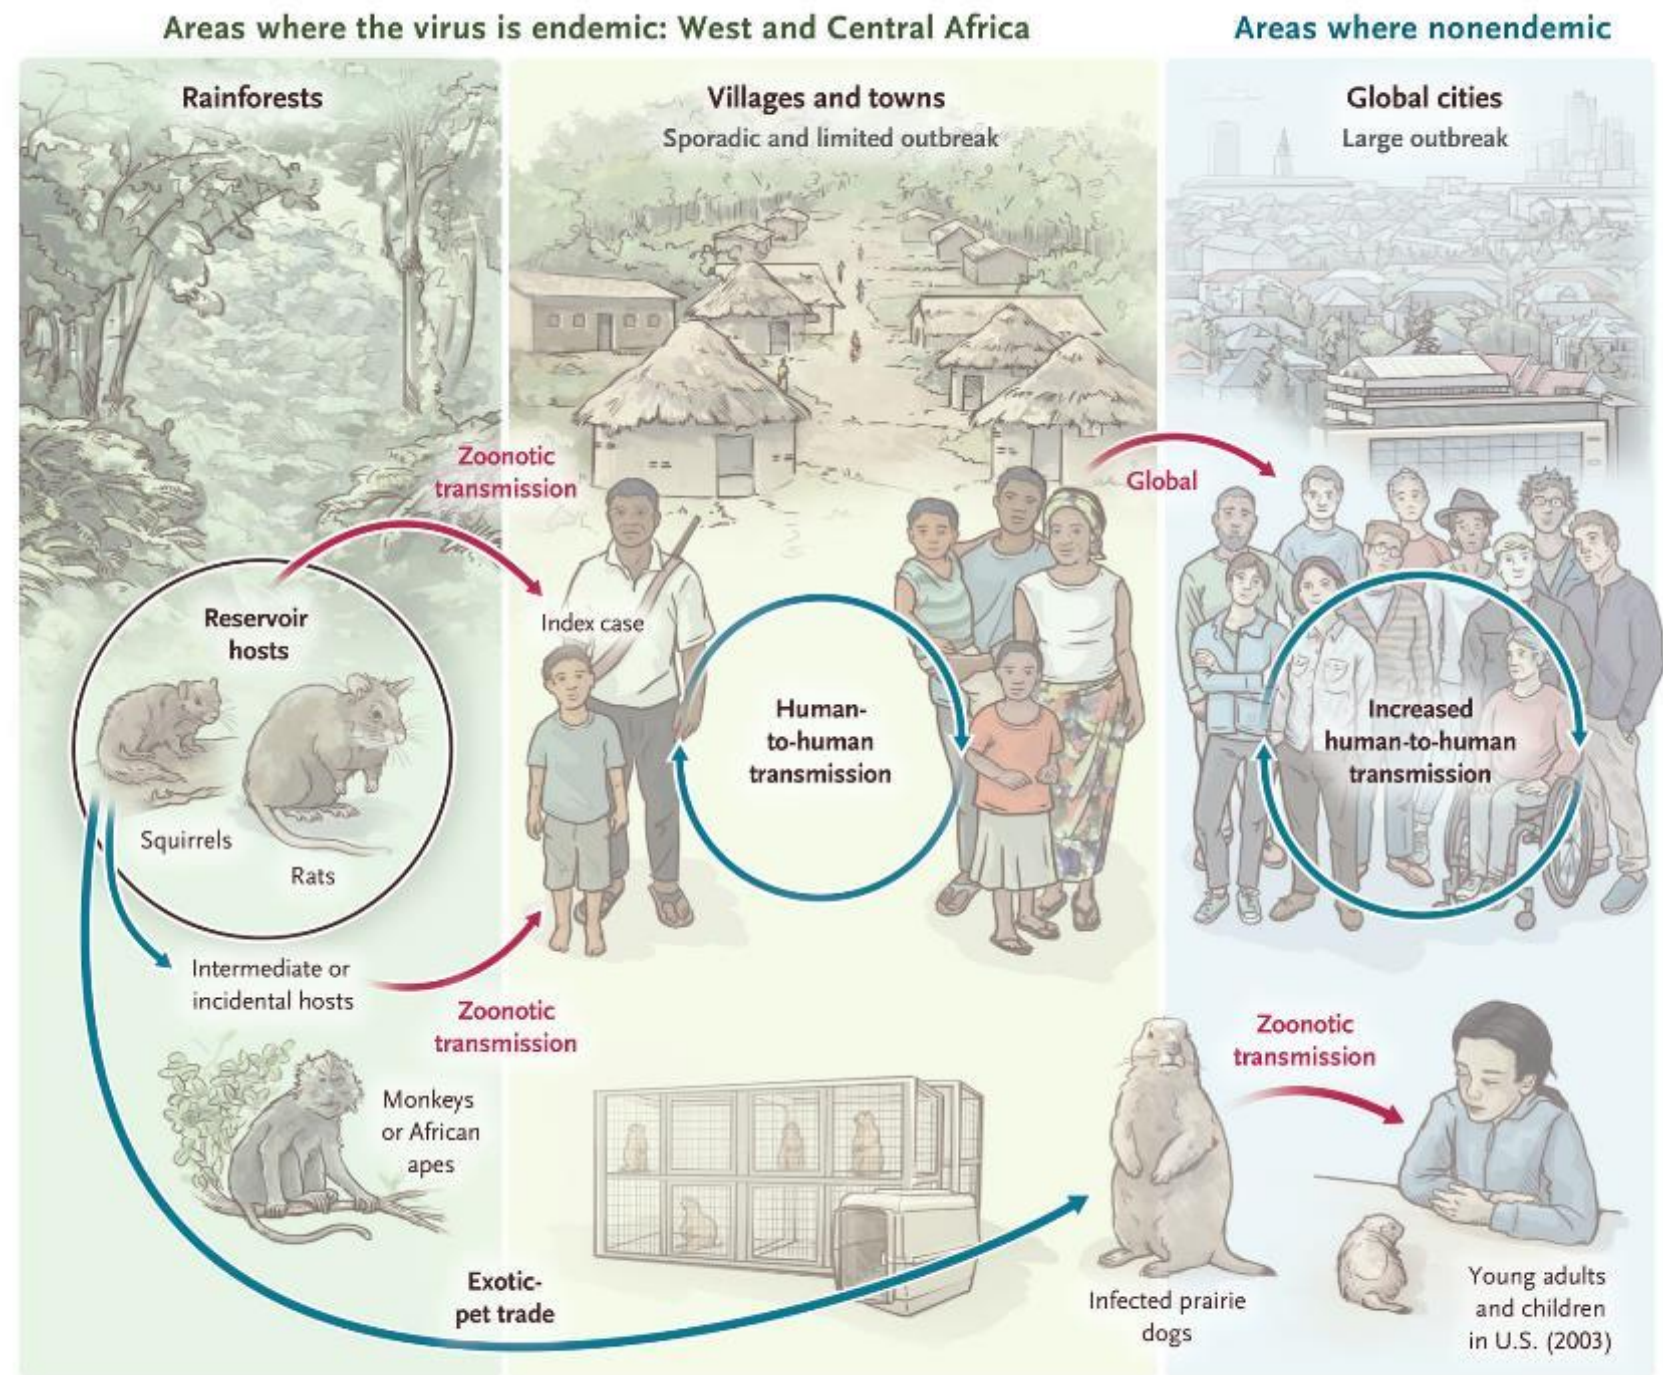 Areas where the virus is endemic: West and Central Africa
Areas where nonendemic
Rainforests
Villages and towns
Sporadic and limited outbreak
Global cities
Large outbreak
Zoonotic
transmission
Global
Reservoir
hosts
Index case
Human-
to-human
transmission
Increased
human-to-human
transmission
Squirrels
Rats
Intermediate or
incidental hosts
Zoonotic
transmission
Monkeys
or African
apes
Zoonotic
transmission
Exotic-
pet trade
Infected prairie
dogs
Young adults
and children
in U.S. (2003)